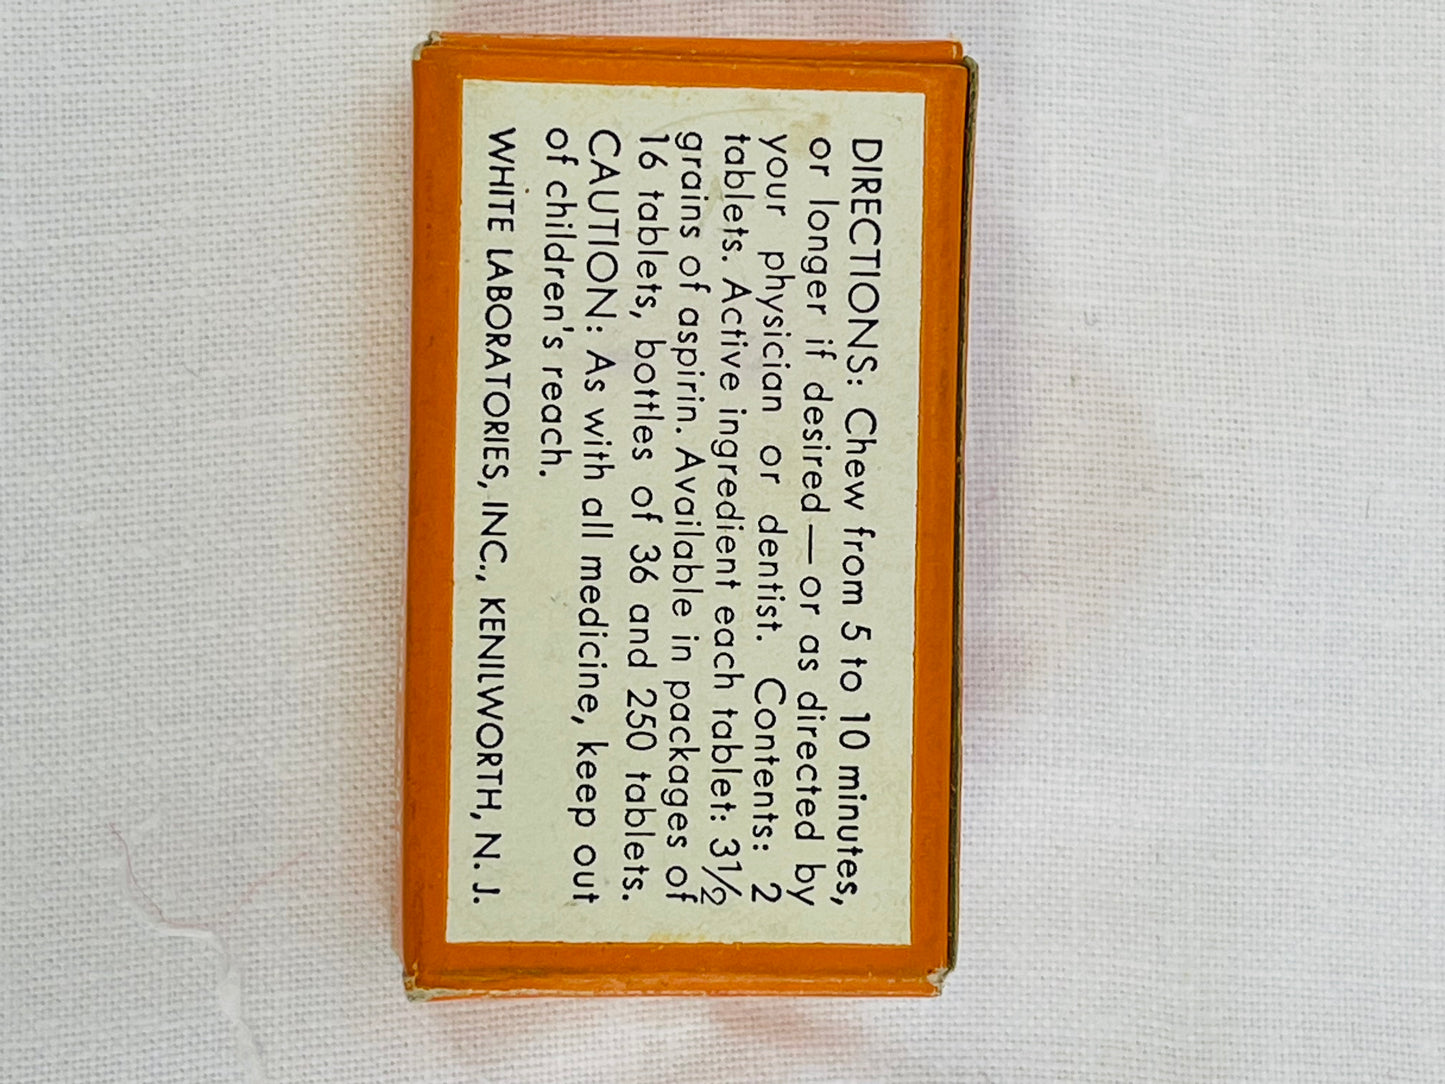 DIRECTIONS: Chew from 5 to 10 minutes,
or longer if desired—or as directed by
your physician or dentist. Contents: 2
tablets. Active ingredient each tablet: 3½
grains of aspirin. Available in packages of
16 tablets, bottles of 36 and 250 tablets.
CAUTION: As with all medicine, keep out
of children's reach.
WHITE LABORATORIES, INC., KENILWORTH, N. J.